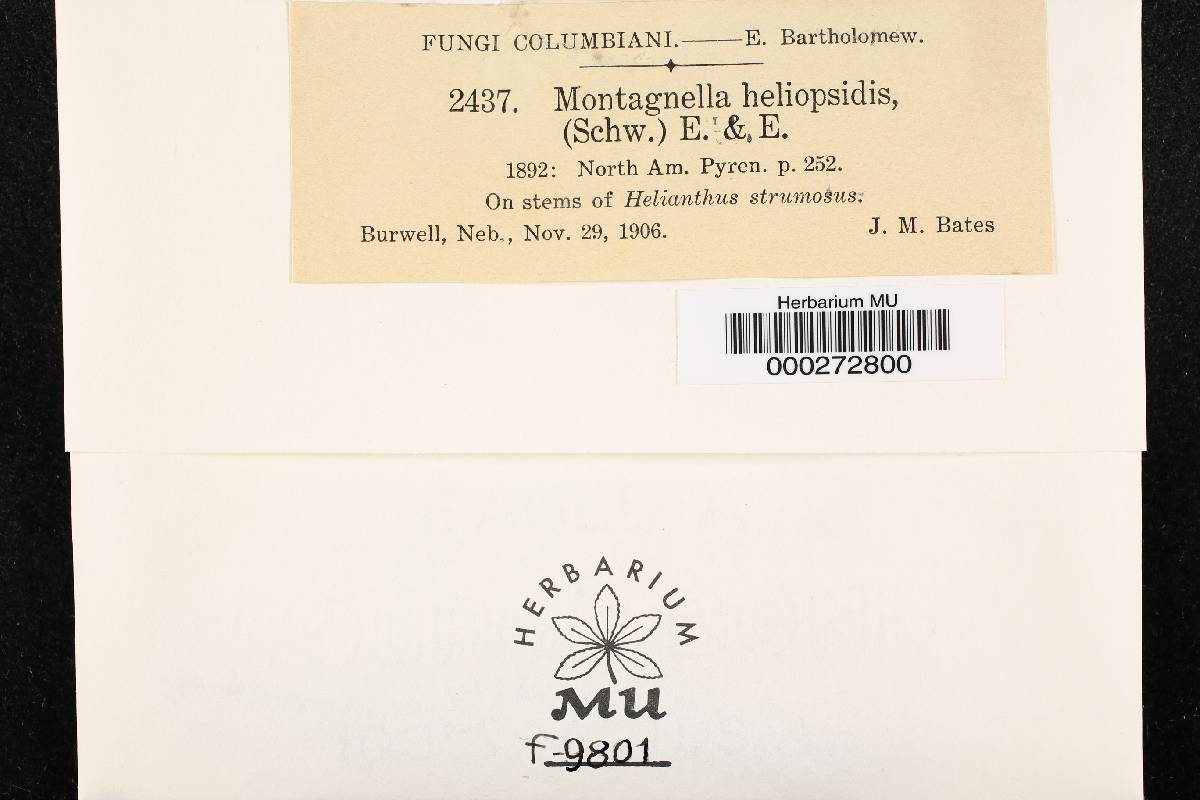 FUNGI COLUMBIANI.——E. Bartholomew.
2437. Montagnella heliopsidis,
(Schw.) E. & E.
1892: North Am. Pyren. p. 252.
On stems of Helianthus strumosus.
Burwell, Neb., Nov. 29, 1906. J. M. Bates
Herbarium MU
000272800
HERBARIUM
MU
f-9801